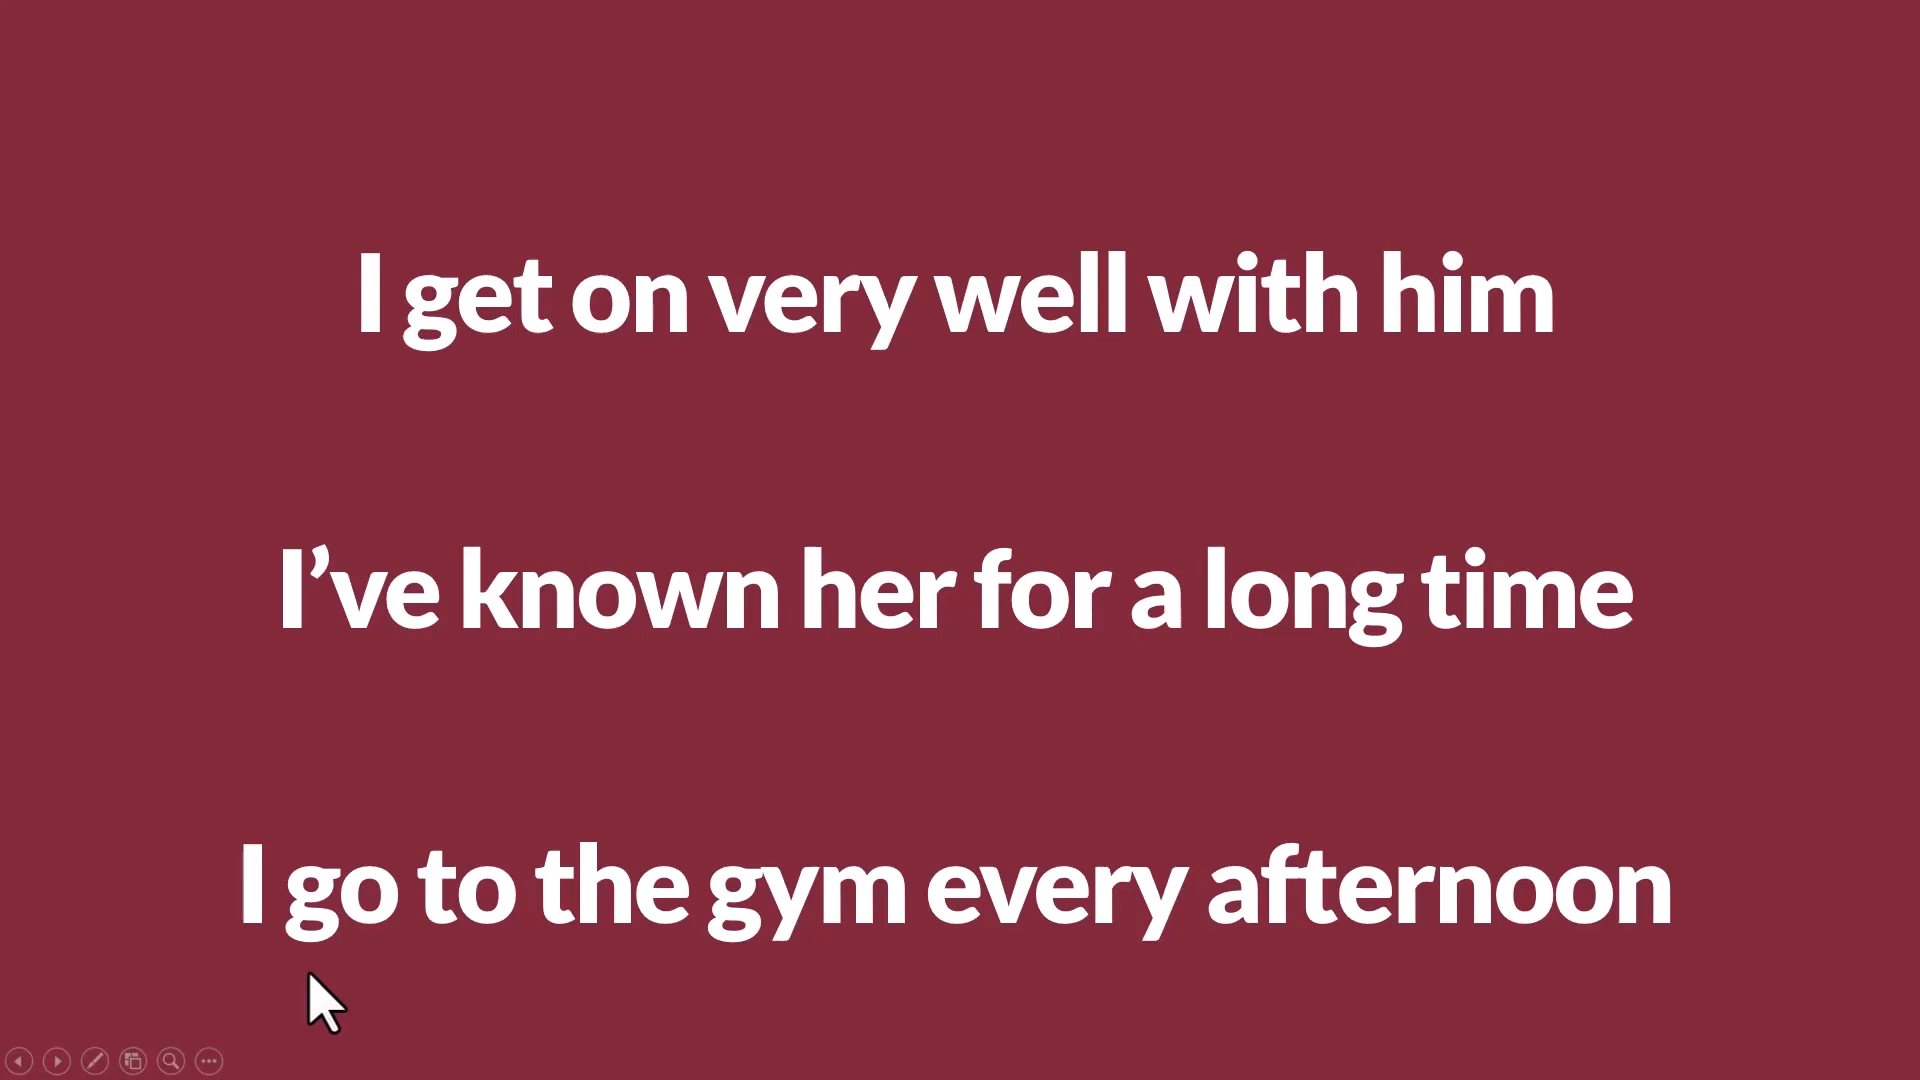 I get on very well with him
I’ve known her for a long time
I go to the gym every afternoon